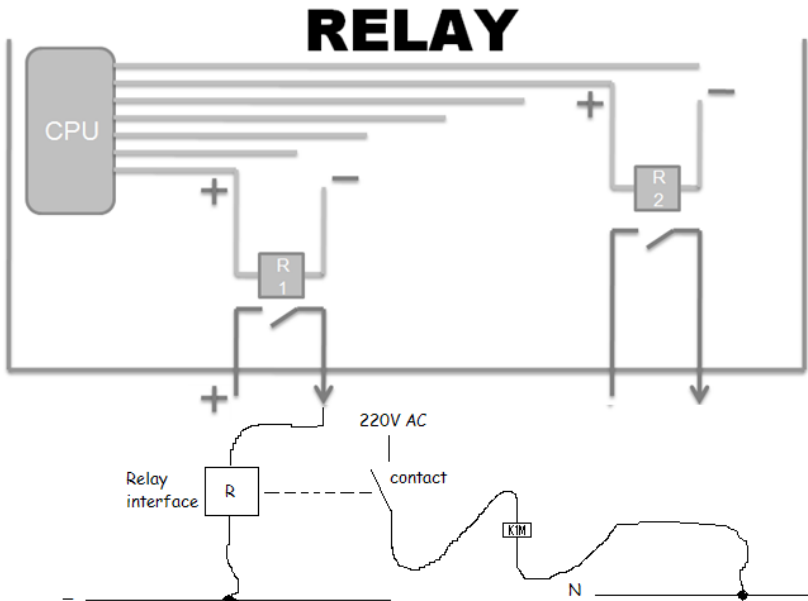 RELAY
CPU
+
−
R
2
+
−
R
1
+
220V AC
contact
Relay
interface
R
K1M
N
−